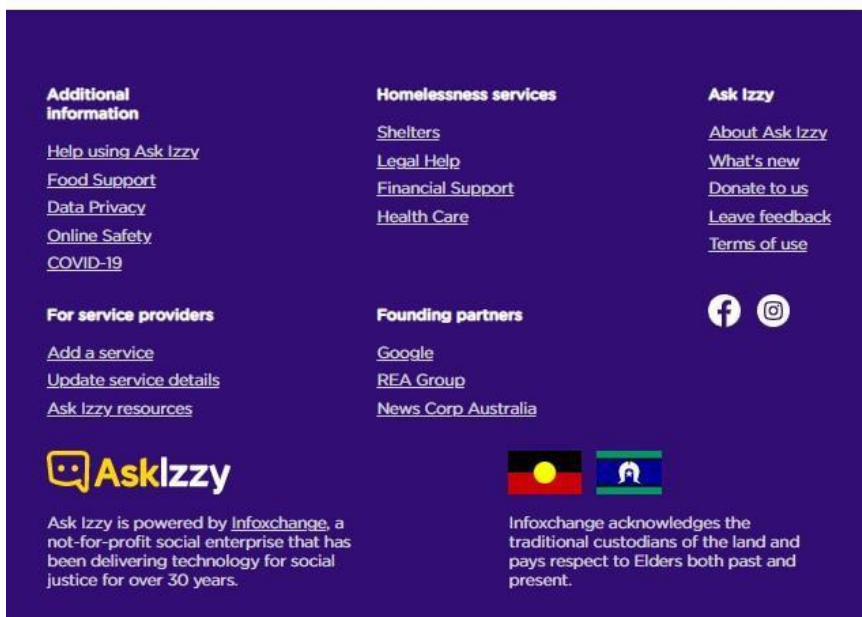 Additional
information
Help using Ask Izzy
Food Support
Data Privacy
Online Safety
COVID-19
Homelessness services
Shelters
Legal Help
Financial Support
Health Care
Ask Izzy
About Ask Izzy
What's new
Donate to us
Leave feedback
Terms of use
For service providers
Add a service
Update service details
Ask Izzy resources
Founding partners
Google
REA Group
News Corp Australia
AskIzzy
Ask Izzy is powered by Infoxchange, a
not-for-profit social enterprise that has
been delivering technology for social
justice for over 30 years.
Infoxchange acknowledges the
traditional custodians of the land and
pays respect to Elders both past and
present.